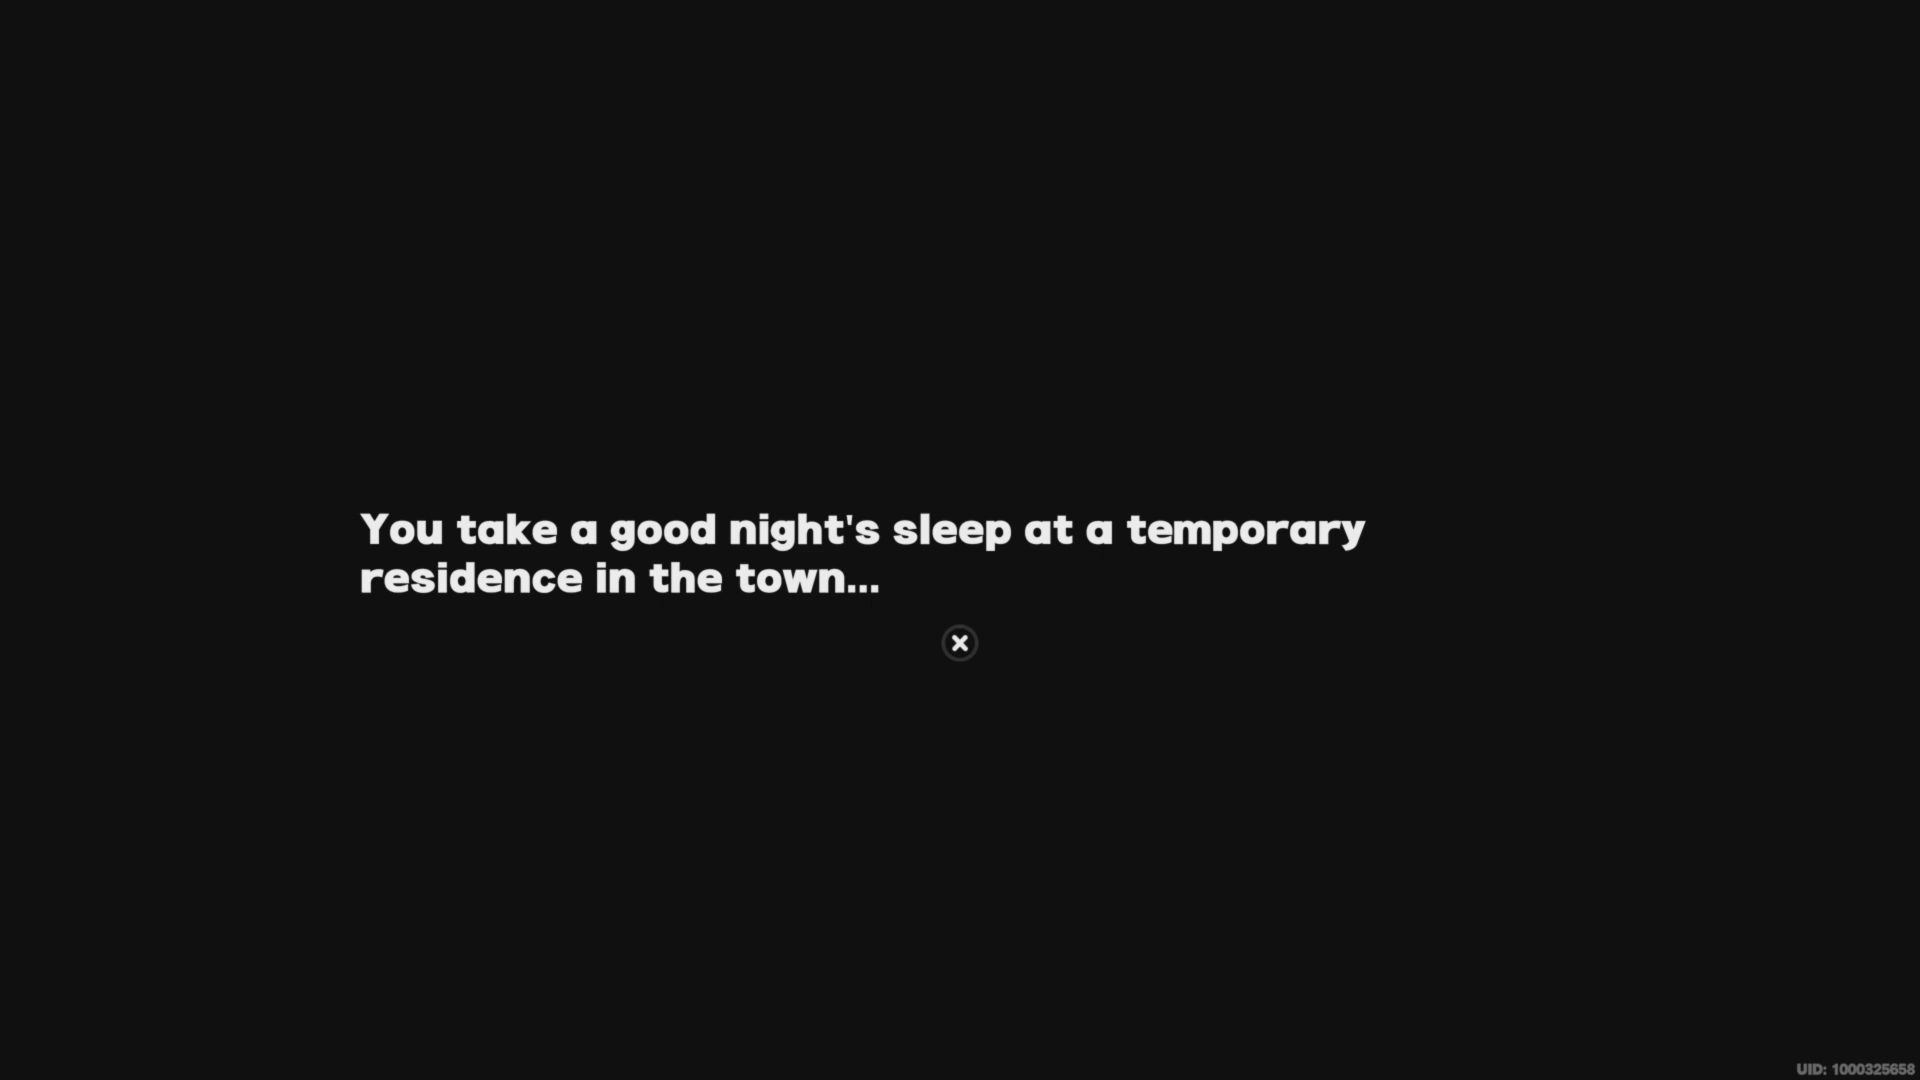 You take a good night's sleep at a temporary
residence in the town...
UID: 1000325658